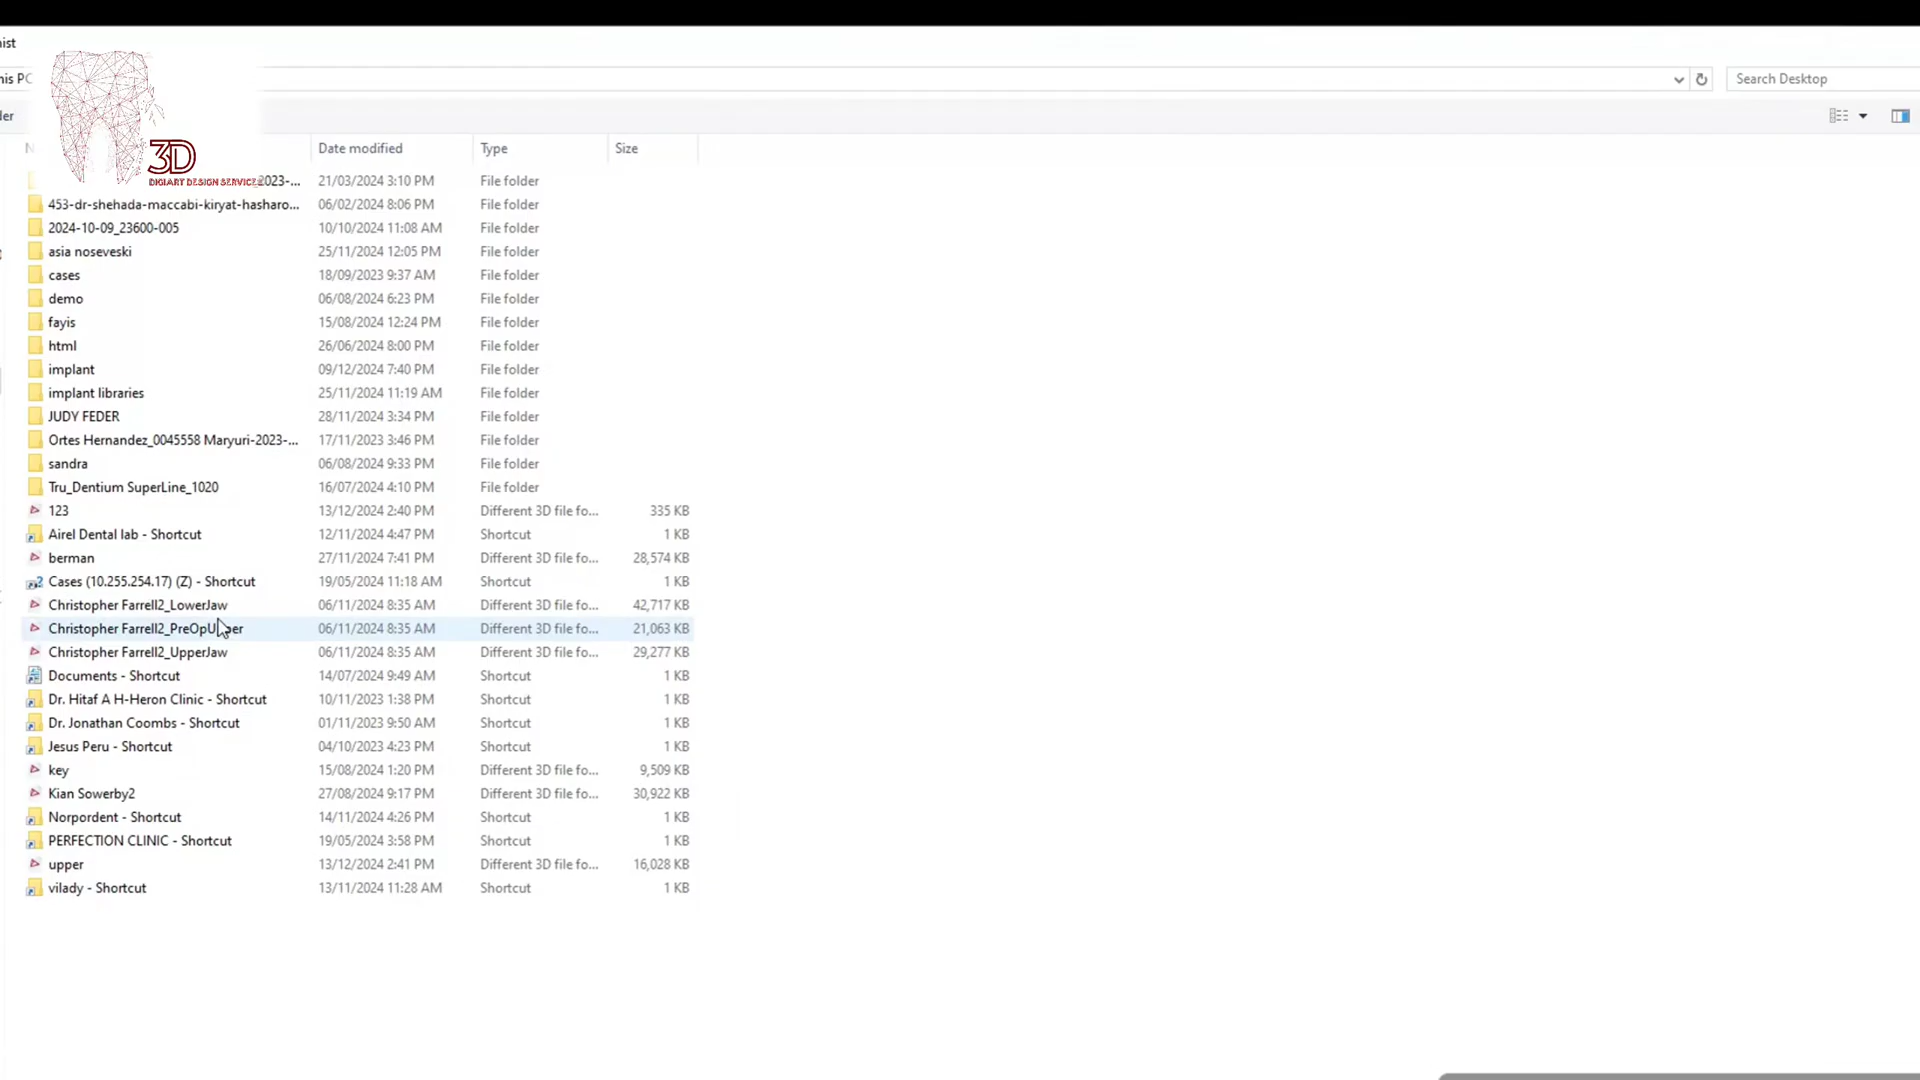 ist
his PC
Search Desktop
der
3D
DIGIART DESIGN SERVICES
N
Date modified
Type
Size
2023-...
21/03/2024 3:10 PM
File folder
453-dr-shehada-maccabi-kiryat-hasharo...
06/02/2024 8:06 PM
File folder
2024-10-09_23600-005
10/10/2024 11:08 AM
File folder
asia noseveski
25/11/2024 12:05 PM
File folder
cases
18/09/2023 9:37 AM
File folder
demo
06/08/2024 6:23 PM
File folder
fayis
15/08/2024 12:24 PM
File folder
html
26/06/2024 8:00 PM
File folder
implant
09/12/2024 7:40 PM
File folder
implant libraries
25/11/2024 11:19 AM
File folder
JUDY FEDER
28/11/2024 3:34 PM
File folder
Ortes Hernandez_0045558 Maryuri-2023-...
17/11/2023 3:46 PM
File folder
sandra
06/08/2024 9:33 PM
File folder
Tru_Dentium SuperLine_1020
16/07/2024 4:10 PM
File folder
123
13/12/2024 2:40 PM
Different 3D file fo...
335 KB
Airel Dental lab - Shortcut
12/11/2024 4:47 PM
Shortcut
1 KB
berman
27/11/2024 7:41 PM
Different 3D file fo...
28,574 KB
Cases (10.255.254.17) (Z) - Shortcut
19/05/2024 11:18 AM
Shortcut
1 KB
Christopher Farrell2_LowerJaw
06/11/2024 8:35 AM
Different 3D file fo...
42,717 KB
Christopher Farrell2_PreOpUpper
06/11/2024 8:35 AM
Different 3D file fo...
21,063 KB
Christopher Farrell2_UpperJaw
06/11/2024 8:35 AM
Different 3D file fo...
29,277 KB
Documents - Shortcut
14/07/2024 9:49 AM
Shortcut
1 KB
Dr. Hitaf A H-Heron Clinic - Shortcut
10/11/2023 1:38 PM
Shortcut
1 KB
Dr. Jonathan Coombs - Shortcut
01/11/2023 9:50 AM
Shortcut
1 KB
Jesus Peru - Shortcut
04/10/2023 4:23 PM
Shortcut
1 KB
key
15/08/2024 1:20 PM
Different 3D file fo...
9,509 KB
Kian Sowerby2
27/08/2024 9:17 PM
Different 3D file fo...
30,922 KB
Norpordent - Shortcut
14/11/2024 4:26 PM
Shortcut
1 KB
PERFECTION CLINIC - Shortcut
19/05/2024 3:58 PM
Shortcut
1 KB
upper
13/12/2024 2:41 PM
Different 3D file fo...
16,028 KB
vilady - Shortcut
13/11/2024 11:28 AM
Shortcut
1 KB